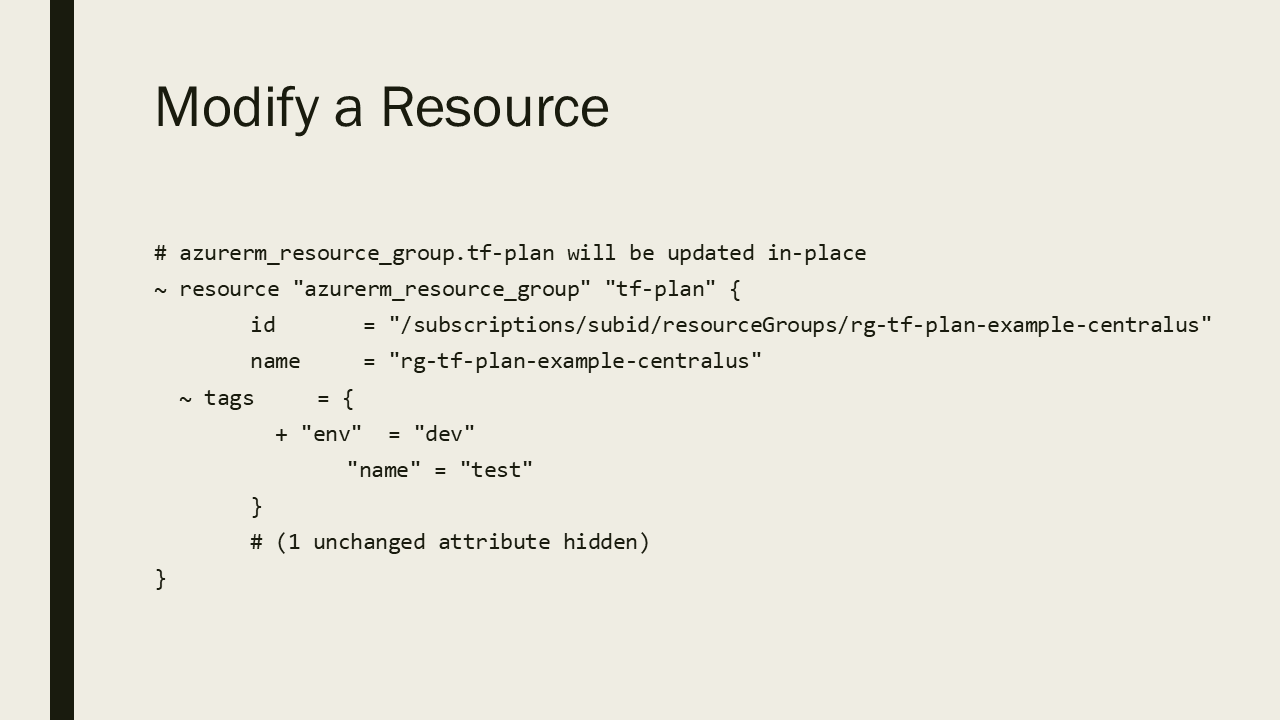 Modify a Resource
# azurerm_resource_group.tf-plan will be updated in-place
~ resource "azurerm_resource_group" "tf-plan" {
id = "/subscriptions/subid/resourceGroups/rg-tf-plan-example-centralus"
name = "rg-tf-plan-example-centralus"
~ tags = {
+ "env" = "dev"
"name" = "test"
}
# (1 unchanged attribute hidden)
}